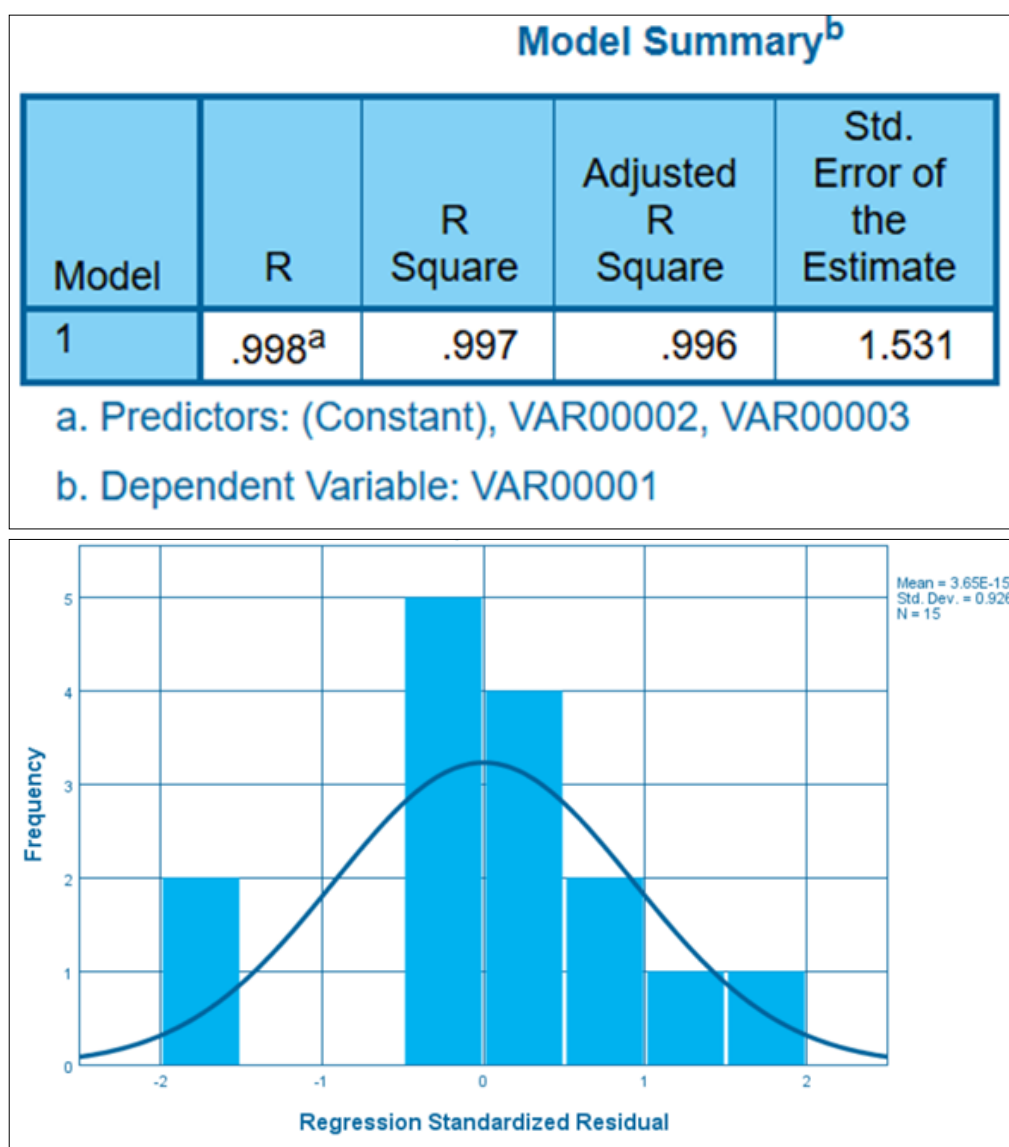 Model Summaryb
Model R R Square Adjusted R Square Std. Error of the Estimate
1 .998a .997 .996 1.531
a. Predictors: (Constant), VAR00002, VAR00003
b. Dependent Variable: VAR00001
Mean = 3.65E-15
Std. Dev. = 0.926
N = 15
Frequency
5
4
3
2
1
0
-2 -1 0 1 2
Regression Standardized Residual